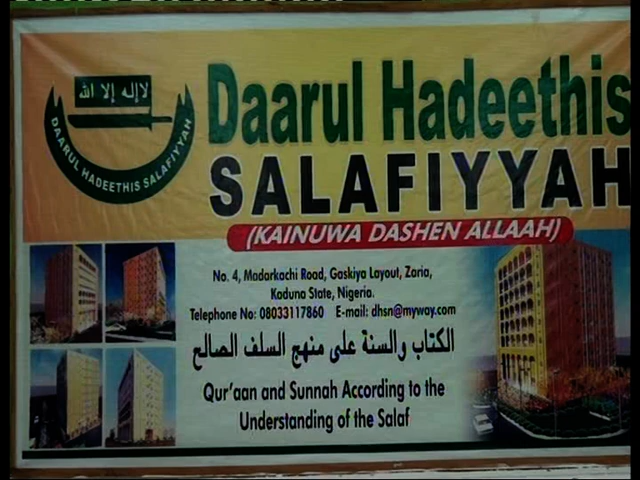 لا إله إلا الله
DAARUL HADEETHIS SALAFIYYAH
Daarul Hadeethis
SALAFIYYAH
(KAINUWA DASHEN ALLAAH)
No. 4, Madarkachi Road, Gaskiya Layout, Zaria,
Kaduna State, Nigeria.
Telephone No: 08033117860 E-mail: dhsn@myway.com
الكتاب والسنة على منهج السلف الصالح
Qur'aan and Sunnah According to the
Understanding of the Salaf